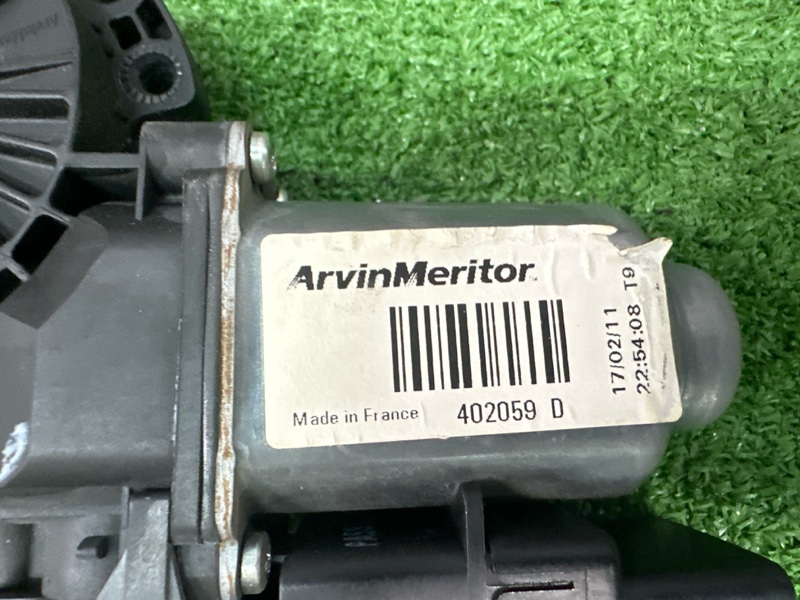 ArvinMeritor
Made in France
402059 D
17/02/11
22:54:08 T9